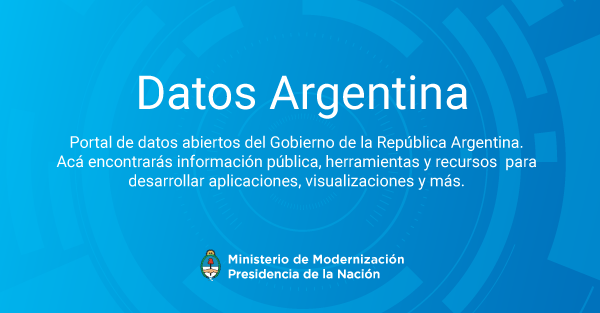 Datos Argentina
Portal de datos abiertos del Gobierno de la República Argentina.
Acá encontrarás información pública, herramientas y recursos para
desarrollar aplicaciones, visualizaciones y más.
Ministerio de Modernización
Presidencia de la Nación